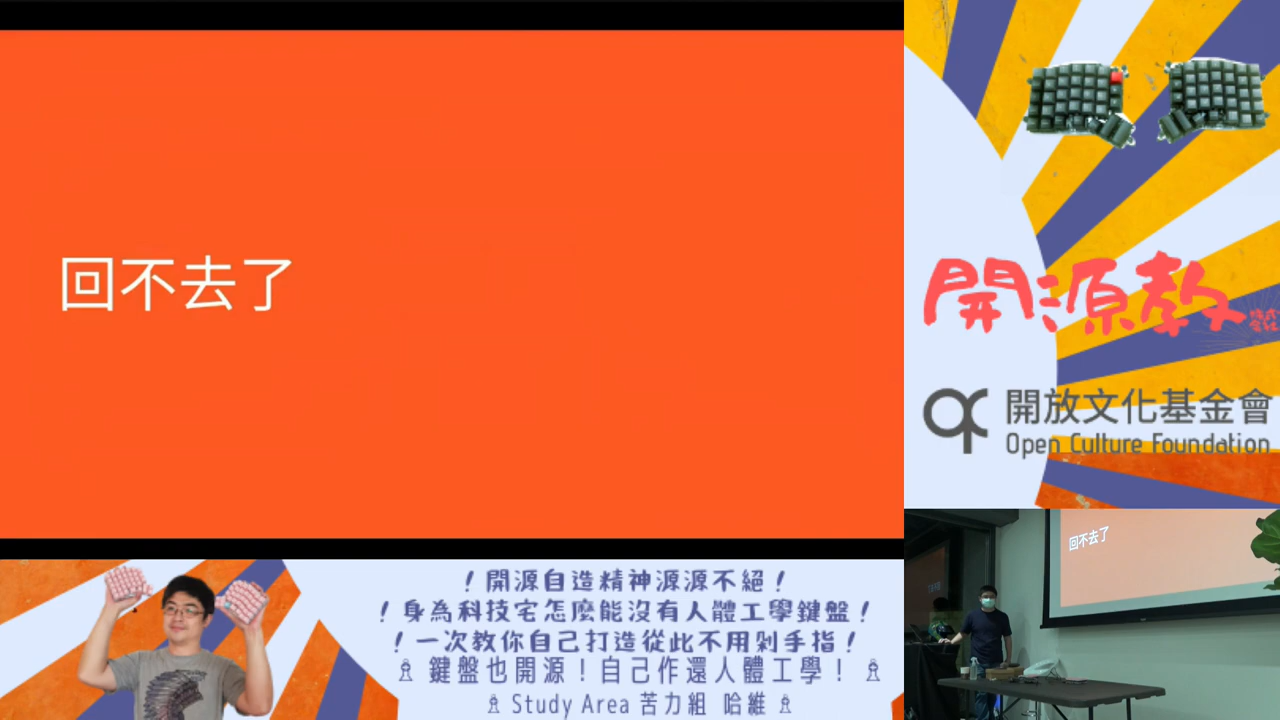 回不去了
開源教
株式
会社
開放文化基金會
Open Culture Foundation
回不去了
！開源自造精神源源不絕！
！身為科技宅怎麼能沒有人體工學鍵盤！
！一次教你自己打造從此不用剁手指！
鍵盤也開源！自己作還人體工學！
Study Area 苦力組 哈維